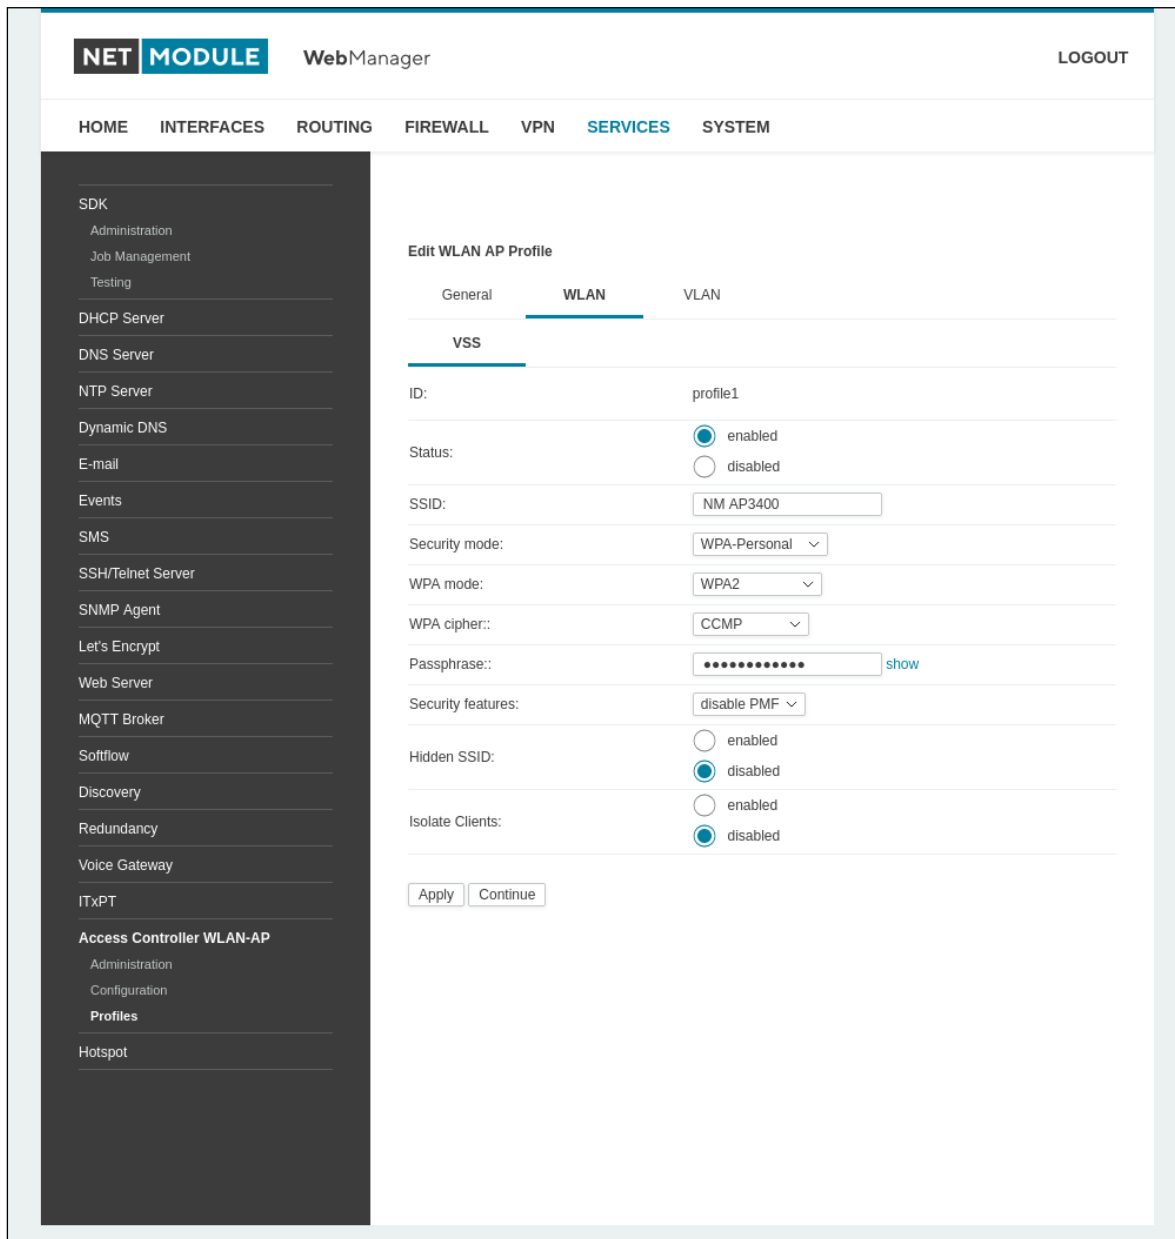 NET MODULE WebManager LOGOUT
HOME INTERFACES ROUTING FIREWALL VPN SERVICES SYSTEM
SDK
Administration
Job Management
Testing
DHCP Server
DNS Server
NTP Server
Dynamic DNS
E-mail
Events
SMS
SSH/Telnet Server
SNMP Agent
Let's Encrypt
Web Server
MQTT Broker
Softflow
Discovery
Redundancy
Voice Gateway
ITxPT
Access Controller WLAN-AP
Administration
Configuration
Profiles
Hotspot
Edit WLAN AP Profile
General WLAN VLAN
VSS
ID: profile1
Status: enabled
disabled
SSID: NM AP3400
Security mode: WPA-Personal
WPA mode: WPA2
WPA cipher:: CCMP
Passphrase:: •••••••••••• show
Security features: disable PMF
Hidden SSID: enabled
disabled
Isolate Clients: enabled
disabled
Apply Continue